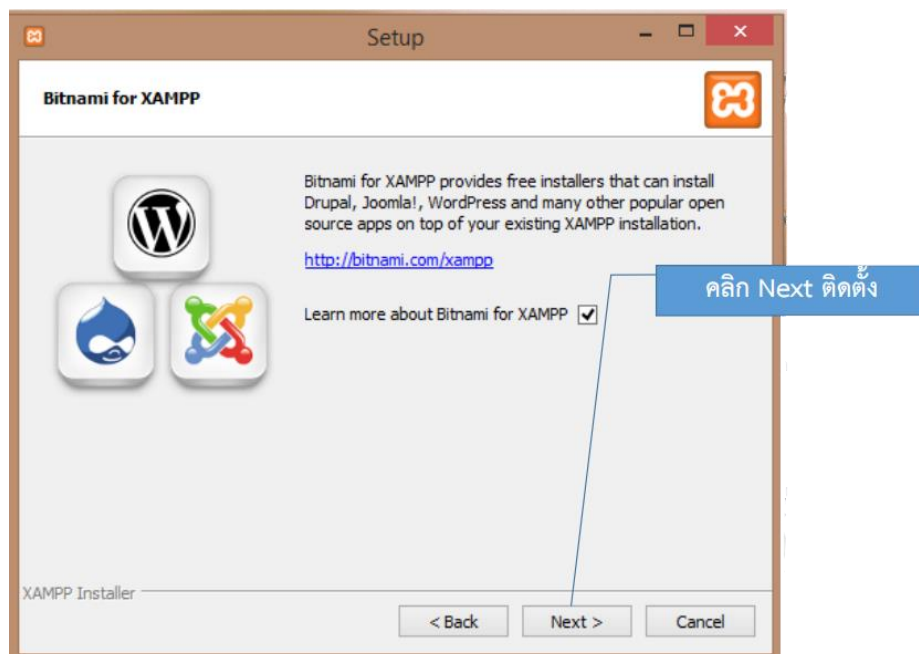 Setup
Bitnami for XAMPP
Bitnami for XAMPP provides free installers that can install
Drupal, Joomla!, WordPress and many other popular open
source apps on top of your existing XAMPP installation.
http://bitnami.com/xampp
คลิก Next ติดตั้ง
Learn more about Bitnami for XAMPP
XAMPP Installer
< Back
Next >
Cancel